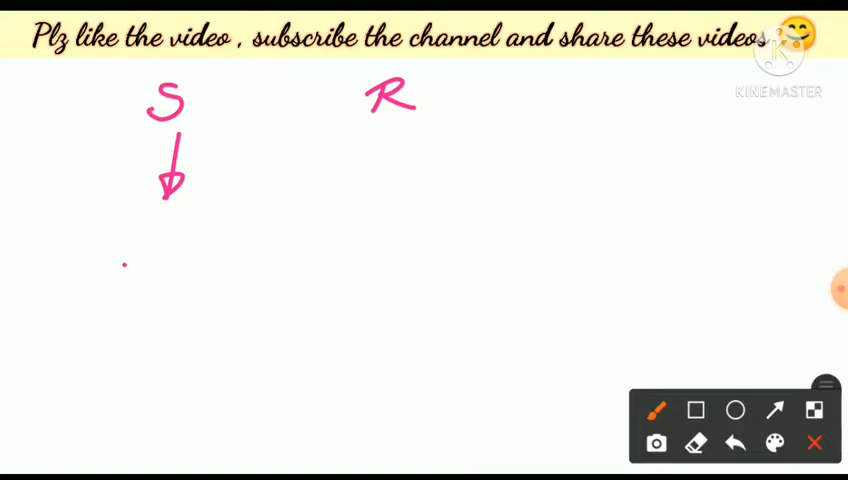 Plz like the video , subscribe the channel and share these videos 😊
KINEMASTER
S R